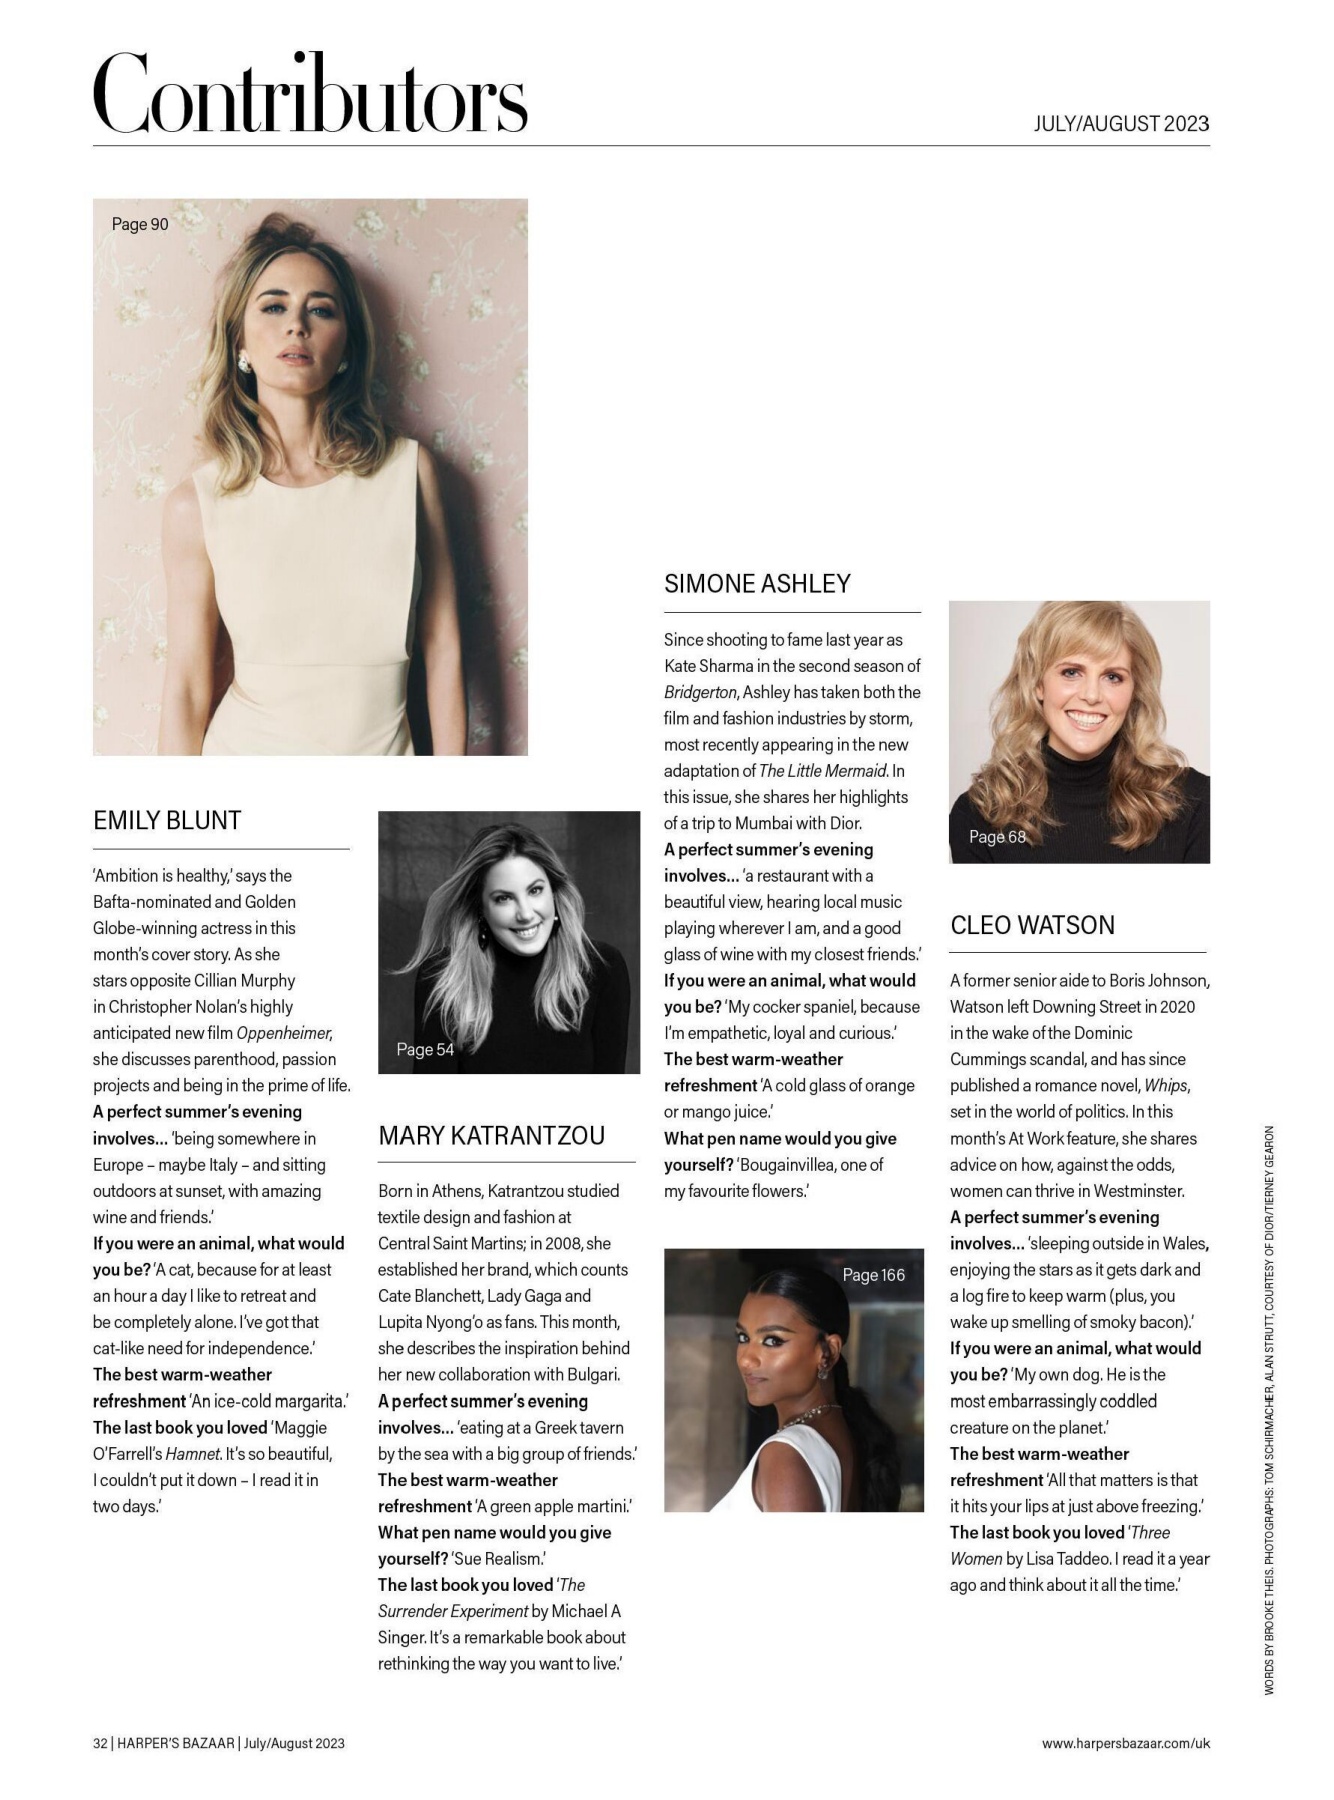 Contributors
JULY/AUGUST 2023
Page 90
EMILY BLUNT
‘Ambition is healthy,’ says the
Bafta-nominated and Golden
Globe-winning actress in this
month’s cover story. As she
stars opposite Cillian Murphy
in Christopher Nolan’s highly
anticipated new film Oppenheimer,
she discusses parenthood, passion
projects and being in the prime of life.
A perfect summer’s evening
involves... ‘being somewhere in
Europe – maybe Italy – and sitting
outdoors at sunset, with amazing
wine and friends.’
If you were an animal, what would
you be? ‘A cat, because for at least
an hour a day I like to retreat and
be completely alone. I’ve got that
cat-like need for independence.’
The best warm-weather
refreshment ‘An ice-cold margarita.’
The last book you loved ‘Maggie
O’Farrell’s Hamnet. It’s so beautiful,
I couldn’t put it down – I read it in
two days.’
Page 54
MARY KATRANTZOU
Born in Athens, Katrantzou studied
textile design and fashion at
Central Saint Martins; in 2008, she
established her brand, which counts
Cate Blanchett, Lady Gaga and
Lupita Nyong’o as fans. This month,
she describes the inspiration behind
her new collaboration with Bulgari.
A perfect summer’s evening
involves... ‘eating at a Greek tavern
by the sea with a big group of friends.’
The best warm-weather
refreshment ‘A green apple martini.’
What pen name would you give
yourself? ‘Sue Realism.’
The last book you loved ‘The
Surrender Experiment by Michael A
Singer. It’s a remarkable book about
rethinking the way you want to live.’
SIMONE ASHLEY
Since shooting to fame last year as
Kate Sharma in the second season of
Bridgerton, Ashley has taken both the
film and fashion industries by storm,
most recently appearing in the new
adaptation of The Little Mermaid. In
this issue, she shares her highlights
of a trip to Mumbai with Dior.
A perfect summer’s evening
involves... ‘a restaurant with a
beautiful view, hearing local music
playing wherever I am, and a good
glass of wine with my closest friends.’
If you were an animal, what would
you be? ‘My cocker spaniel, because
I’m empathetic, loyal and curious.’
The best warm-weather
refreshment ‘A cold glass of orange
or mango juice.’
What pen name would you give
yourself? ‘Bougainvillea, one of
my favourite flowers.’
Page 166
Page 68
CLEO WATSON
A former senior aide to Boris Johnson,
Watson left Downing Street in 2020
in the wake of the Dominic
Cummings scandal, and has since
published a romance novel, Whips,
set in the world of politics. In this
month’s At Work feature, she shares
advice on how, against the odds,
women can thrive in Westminster.
A perfect summer’s evening
involves... ‘sleeping outside in Wales,
enjoying the stars as it gets dark and
a log fire to keep warm (plus, you
wake up smelling of smoky bacon).’
If you were an animal, what would
you be? ‘My own dog. He is the
most embarrassingly coddled
creature on the planet.’
The best warm-weather
refreshment ‘All that matters is that
it hits your lips at just above freezing.’
The last book you loved ‘Three
Women by Lisa Taddeo. I read it a year
ago and think about it all the time.’
WORDS BY BROOKE THEIS. PHOTOGRAPHS: TOM SCHIRMACHER, ALAN STRUTT, COURTESY OF DIOR/TIERNEY GEARON
32 | HARPER’S BAZAAR | July/August 2023
www.harpersbazaar.com/uk